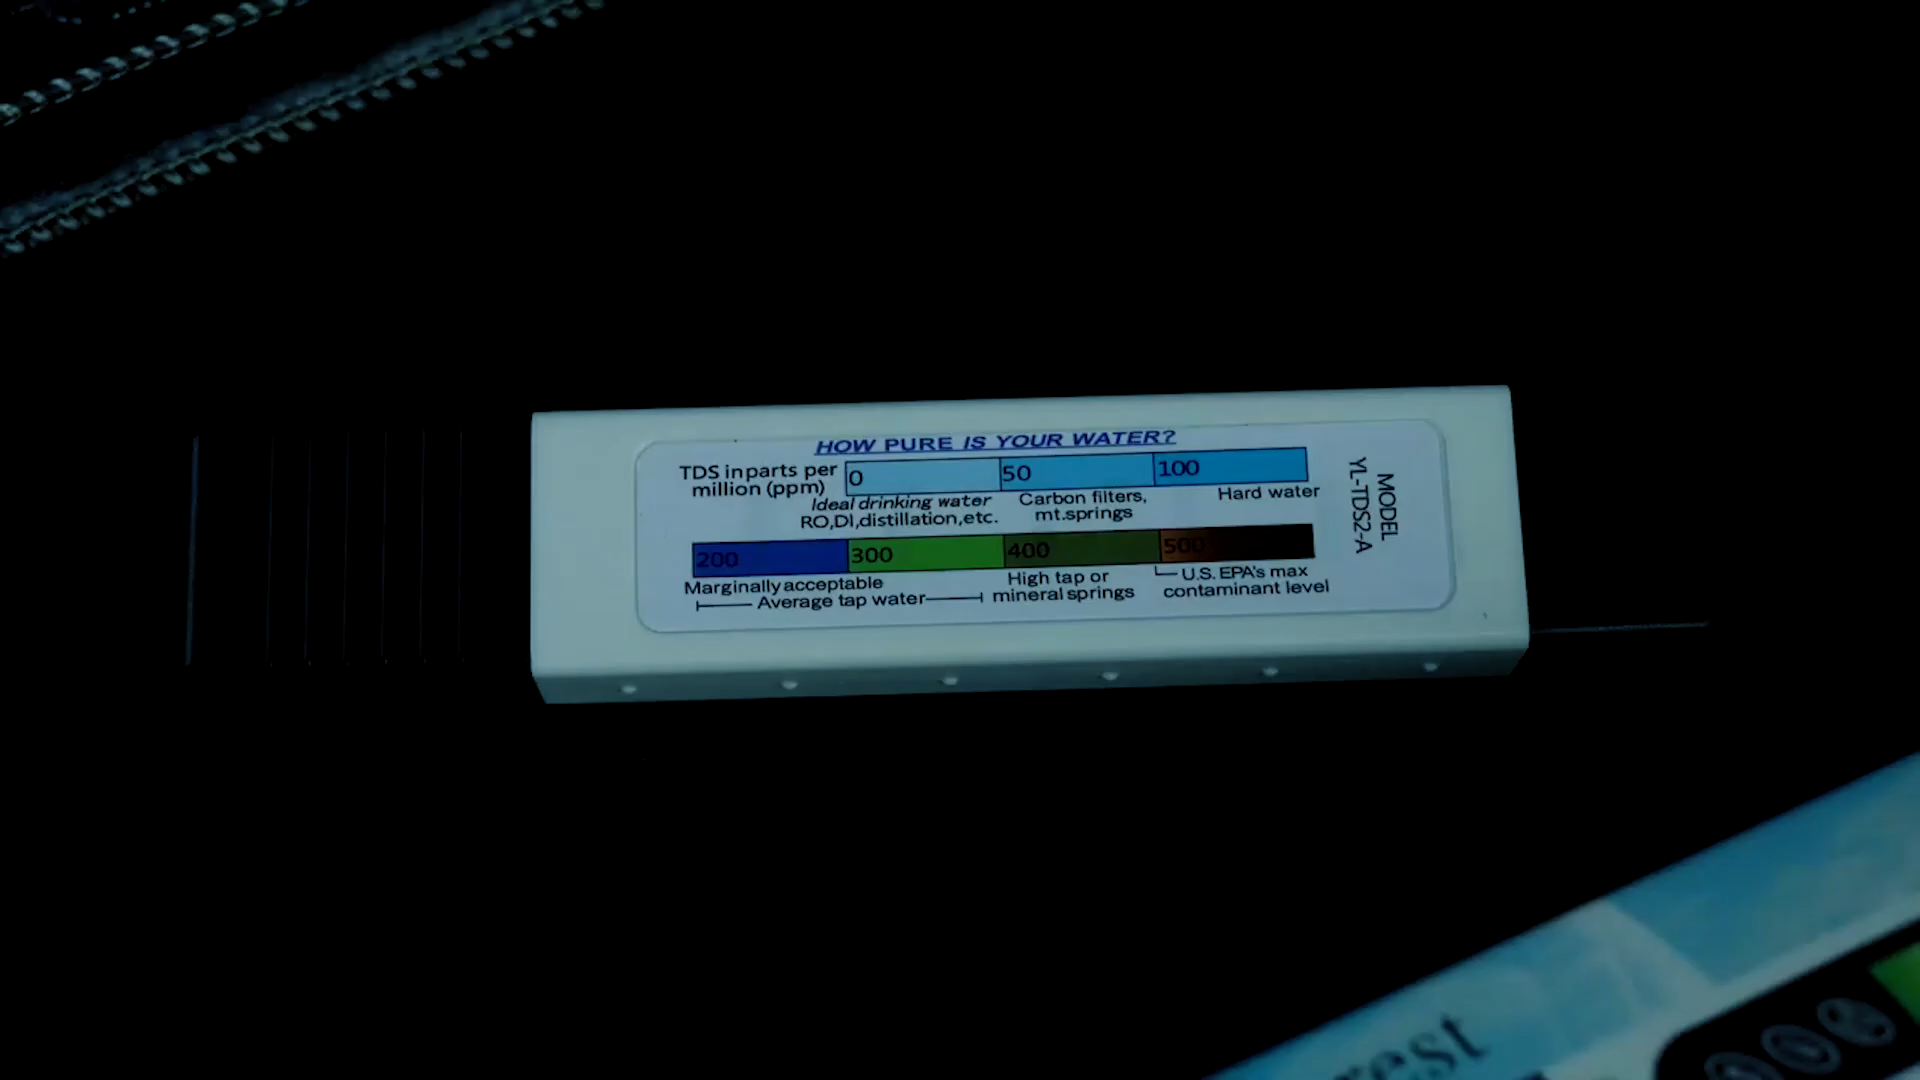 HOW PURE IS YOUR WATER?
TDS inparts per
million (ppm)
0 50 100
Ideal drinking water
RO,DI,distillation,etc.
Carbon filters,
mt.springs
Hard water
200 300 400 500
Marginally acceptable
Average tap water
High tap or
mineral springs
U.S. EPA's max
contaminant level
MODEL
YL-TDS2-A